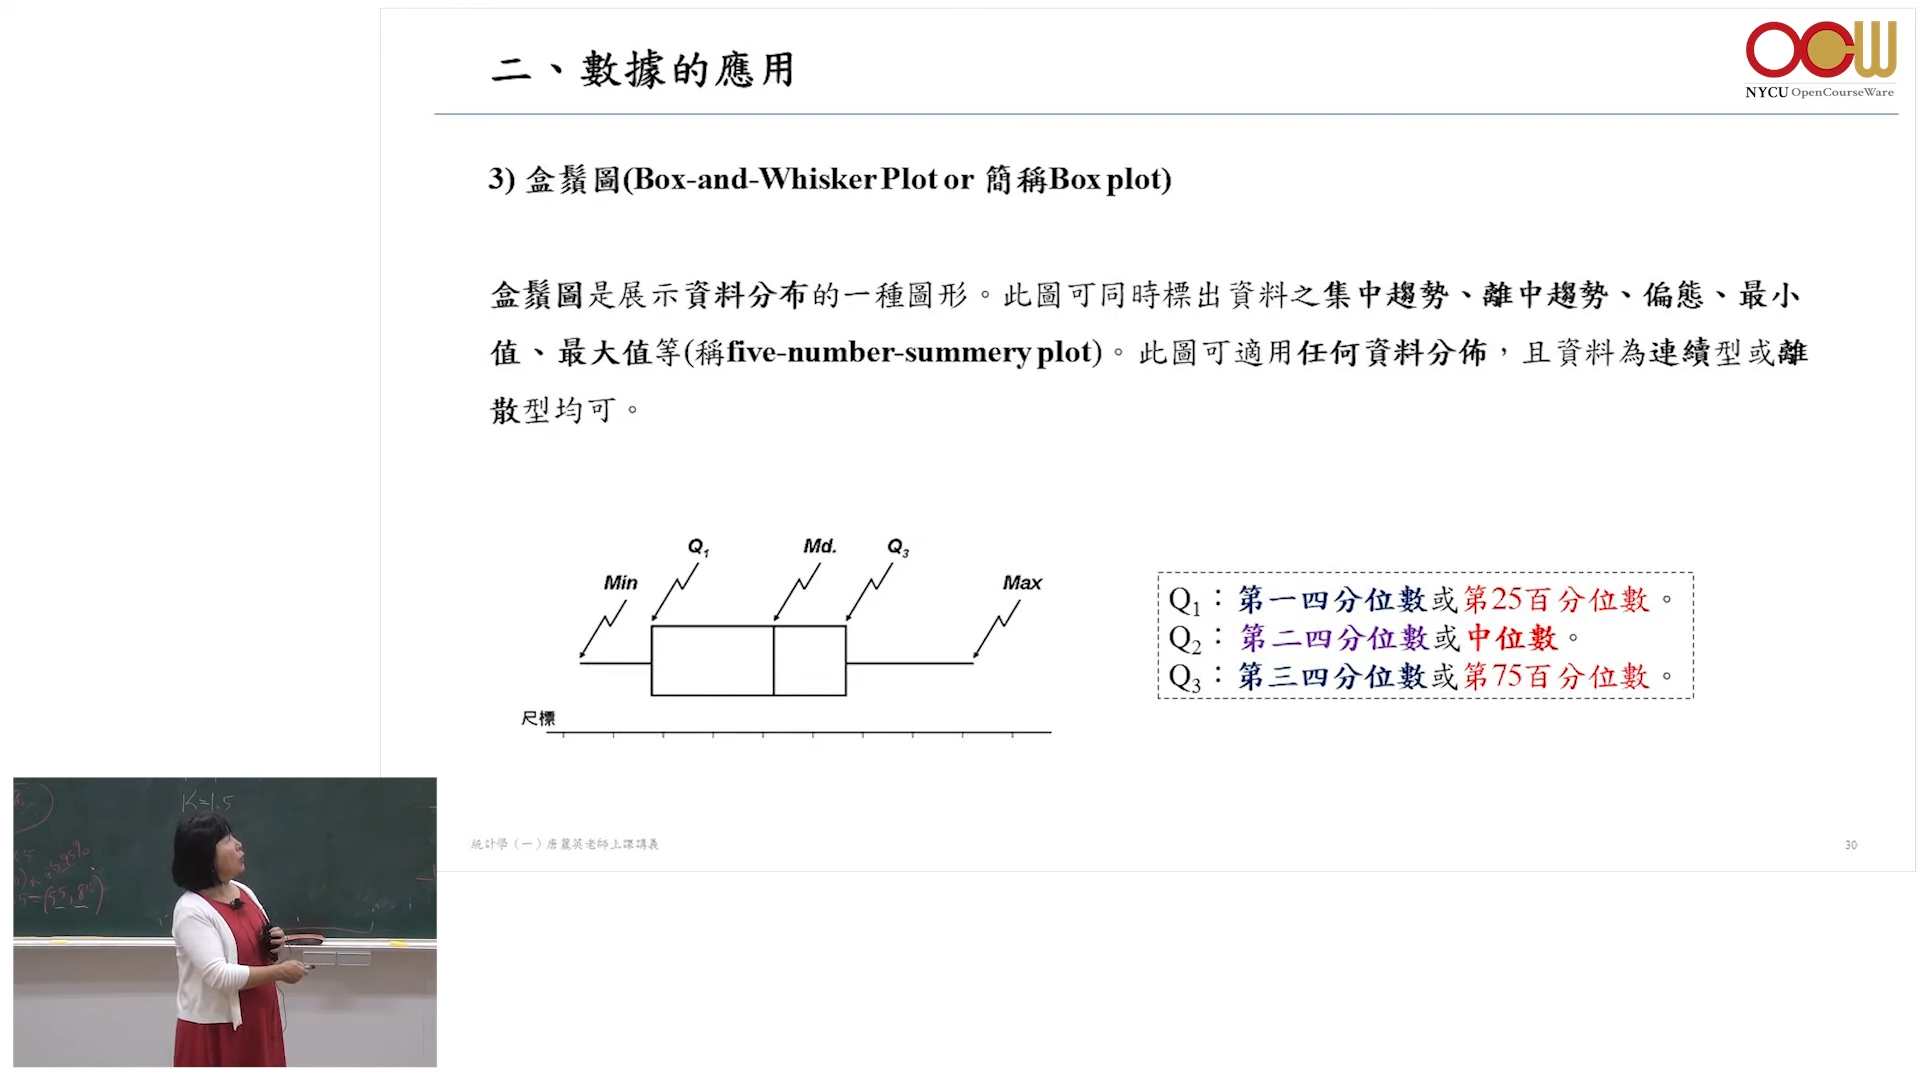 二、數據的應用
OCW
NYCU OpenCourseWare
3) 盒鬚圖(Box-and-Whisker Plot or 簡稱Box plot)
盒鬚圖是展示資料分布的一種圖形。此圖可同時標出資料之集中趨勢、離中趨勢、偏態、最小
值、最大值等(稱five-number-summery plot)。此圖可適用任何資料分佈，且資料為連續型或離
散型均可。
Q1 Md. Q3
Min Max
尺標
Q1：第一四分位數或第25百分位數。
Q2：第二四分位數或中位數。
Q3：第三四分位數或第75百分位數。
統計學（一）唐麗英老師上課講義
30
K=1.5